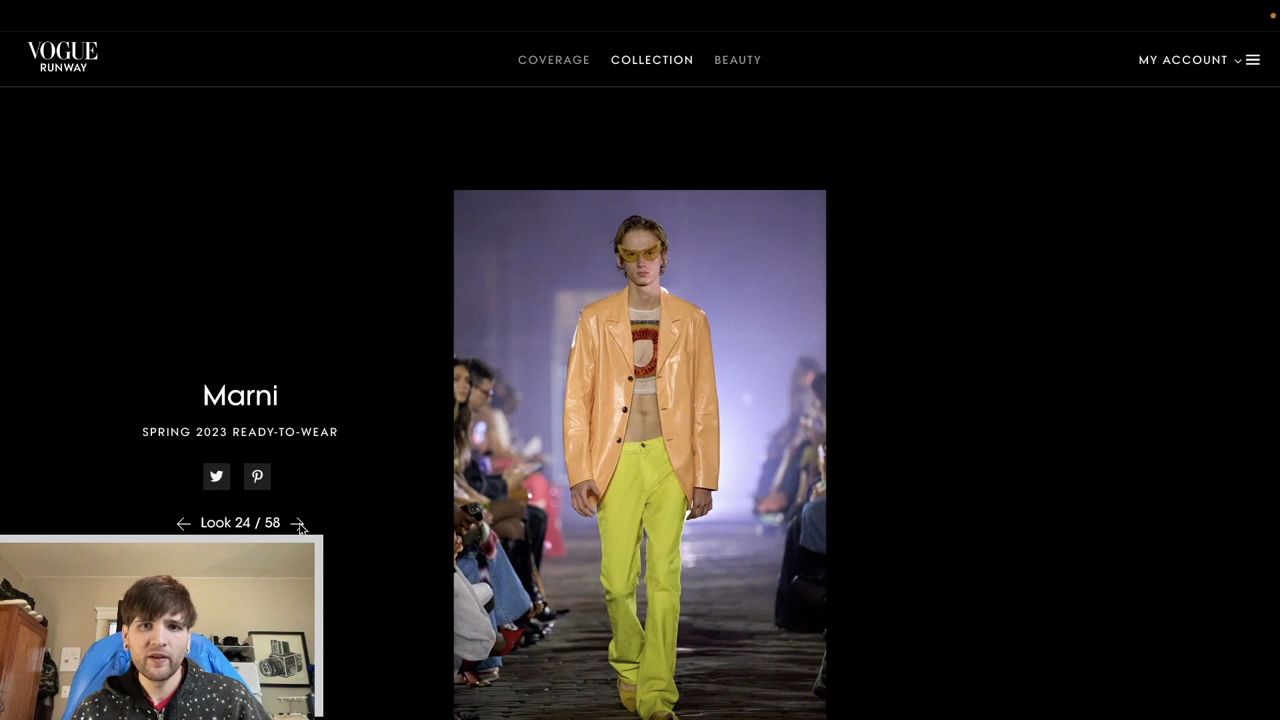 VOGUE
RUNWAY
COVERAGE COLLECTION BEAUTY
MY ACCOUNT
Marni
SPRING 2023 READY-TO-WEAR
Look 24 / 58